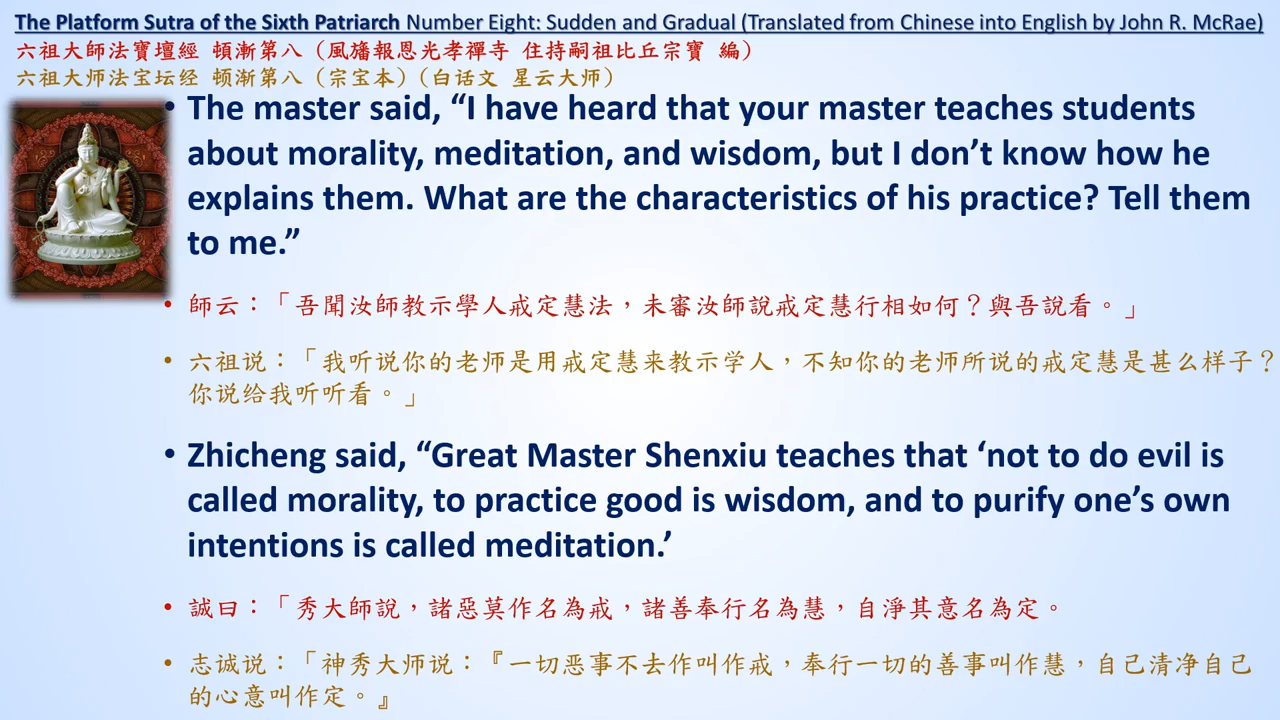 The Platform Sutra of the Sixth Patriarch Number Eight: Sudden and Gradual (Translated from Chinese into English by John R. McRae)
六祖大師法寶壇經 頓漸第八（風旛報恩光孝禪寺 住持嗣祖比丘宗寶 編）
六祖大师法宝坛经 顿渐第八（宗宝本）(白话文 星云大师）
• The master said, “I have heard that your master teaches students
about morality, meditation, and wisdom, but I don’t know how he
explains them. What are the characteristics of his practice? Tell them
to me.”
• 師云：「吾聞汝師教示學人戒定慧法，未審汝師說戒定慧行相如何？與吾說看。」
• 六祖说：「我听说你的老师是用戒定慧来教示学人，不知你的老师所说的戒定慧是甚么样子？
你说给我听听看。」
• Zhicheng said, “Great Master Shenxiu teaches that ‘not to do evil is
called morality, to practice good is wisdom, and to purify one’s own
intentions is called meditation.’
• 誠曰：「秀大師說，諸惡莫作名為戒，諸善奉行名為慧，自淨其意名為定。
• 志诚说：「神秀大师说：『一切恶事不去作叫作戒，奉行一切的善事叫作慧，自己清净自己
的心意叫作定。』